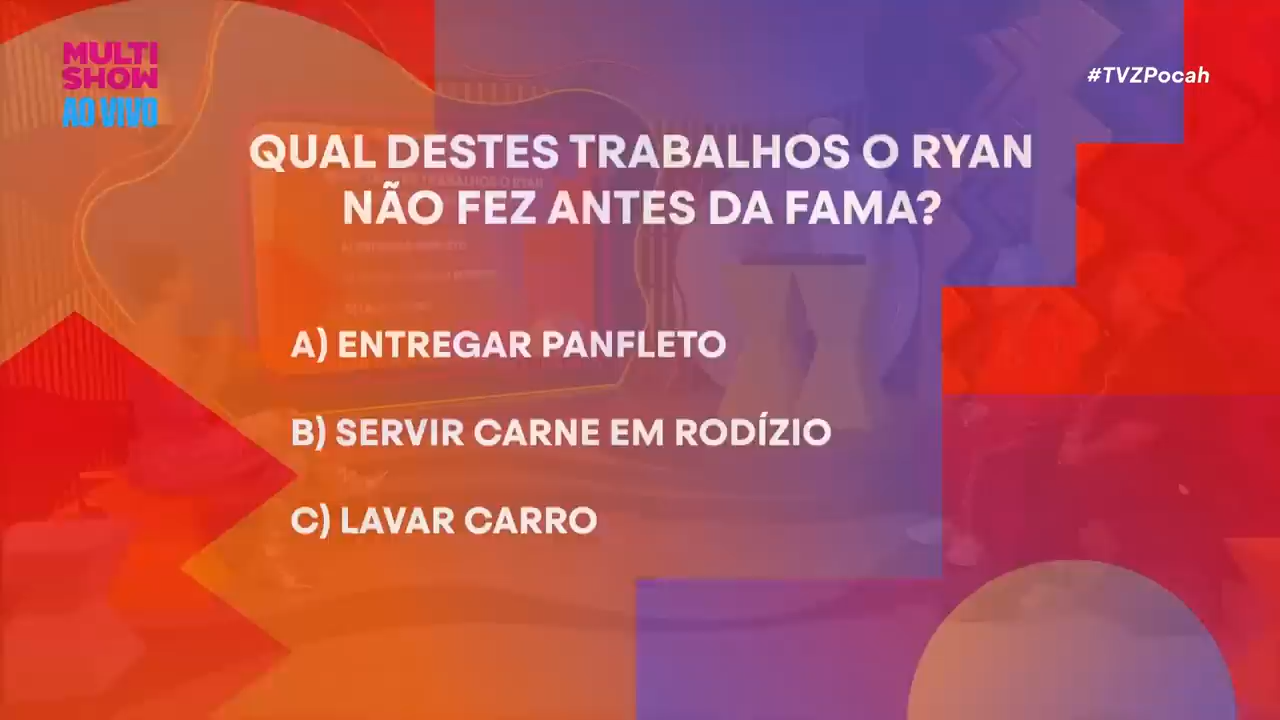 MULTI
SHOW
AO VIVO
#TVZPocah
QUAL DESTES TRABALHOS O RYAN
NÃO FEZ ANTES DA FAMA?
A) ENTREGAR PANFLETO
B) SERVIR CARNE EM RODÍZIO
C) LAVAR CARRO